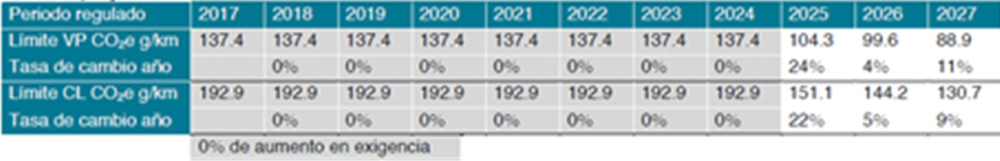 Periodo regulado 2017 2018 2019 2020 2021 2022 2023 2024 2025 2026 2027
Límite VP CO₂e g/km 137.4 137.4 137.4 137.4 137.4 137.4 137.4 137.4 104.3 99.6 88.9
Tasa de cambio año 0% 0% 0% 0% 0% 0% 0% 24% 4% 11%
Límite CL CO₂e g/km 192.9 192.9 192.9 192.9 192.9 192.9 192.9 192.9 151.1 144.2 130.7
Tasa de cambio año 0% 0% 0% 0% 0% 0% 0% 22% 5% 9%
0% de aumento en exigencia